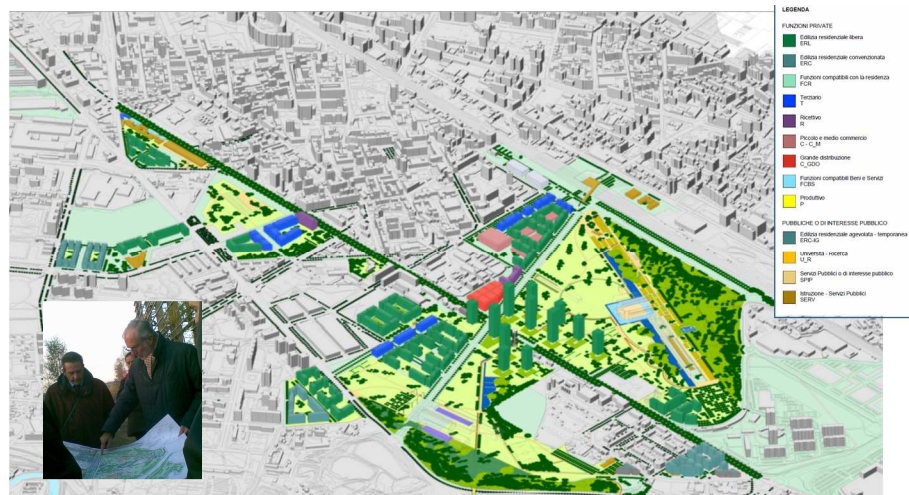 LEGENDA
FUNZIONI PRIVATE
Edilizia residenziale libera
ERL
Edilizia residenziale convenzionata
ERC
Funzioni compatibili con la residenza
FCR
Terziario
T
Ricettivo
R
Piccolo e medio commercio
C - C_M
Grande distribuzione
C_GDO
Funzioni compatibili Beni e Servizi
FCBS
Produttivo
P
PUBBLICHE O DI INTERESSE PUBBLICO
Edilizia residenziale agevolata - temporanea
ERC-IG
Università - Ricerca
U_R
Servizi Pubblici o di interesse pubblico
SPIP
Istruzione - Servizi Pubblici
SERV